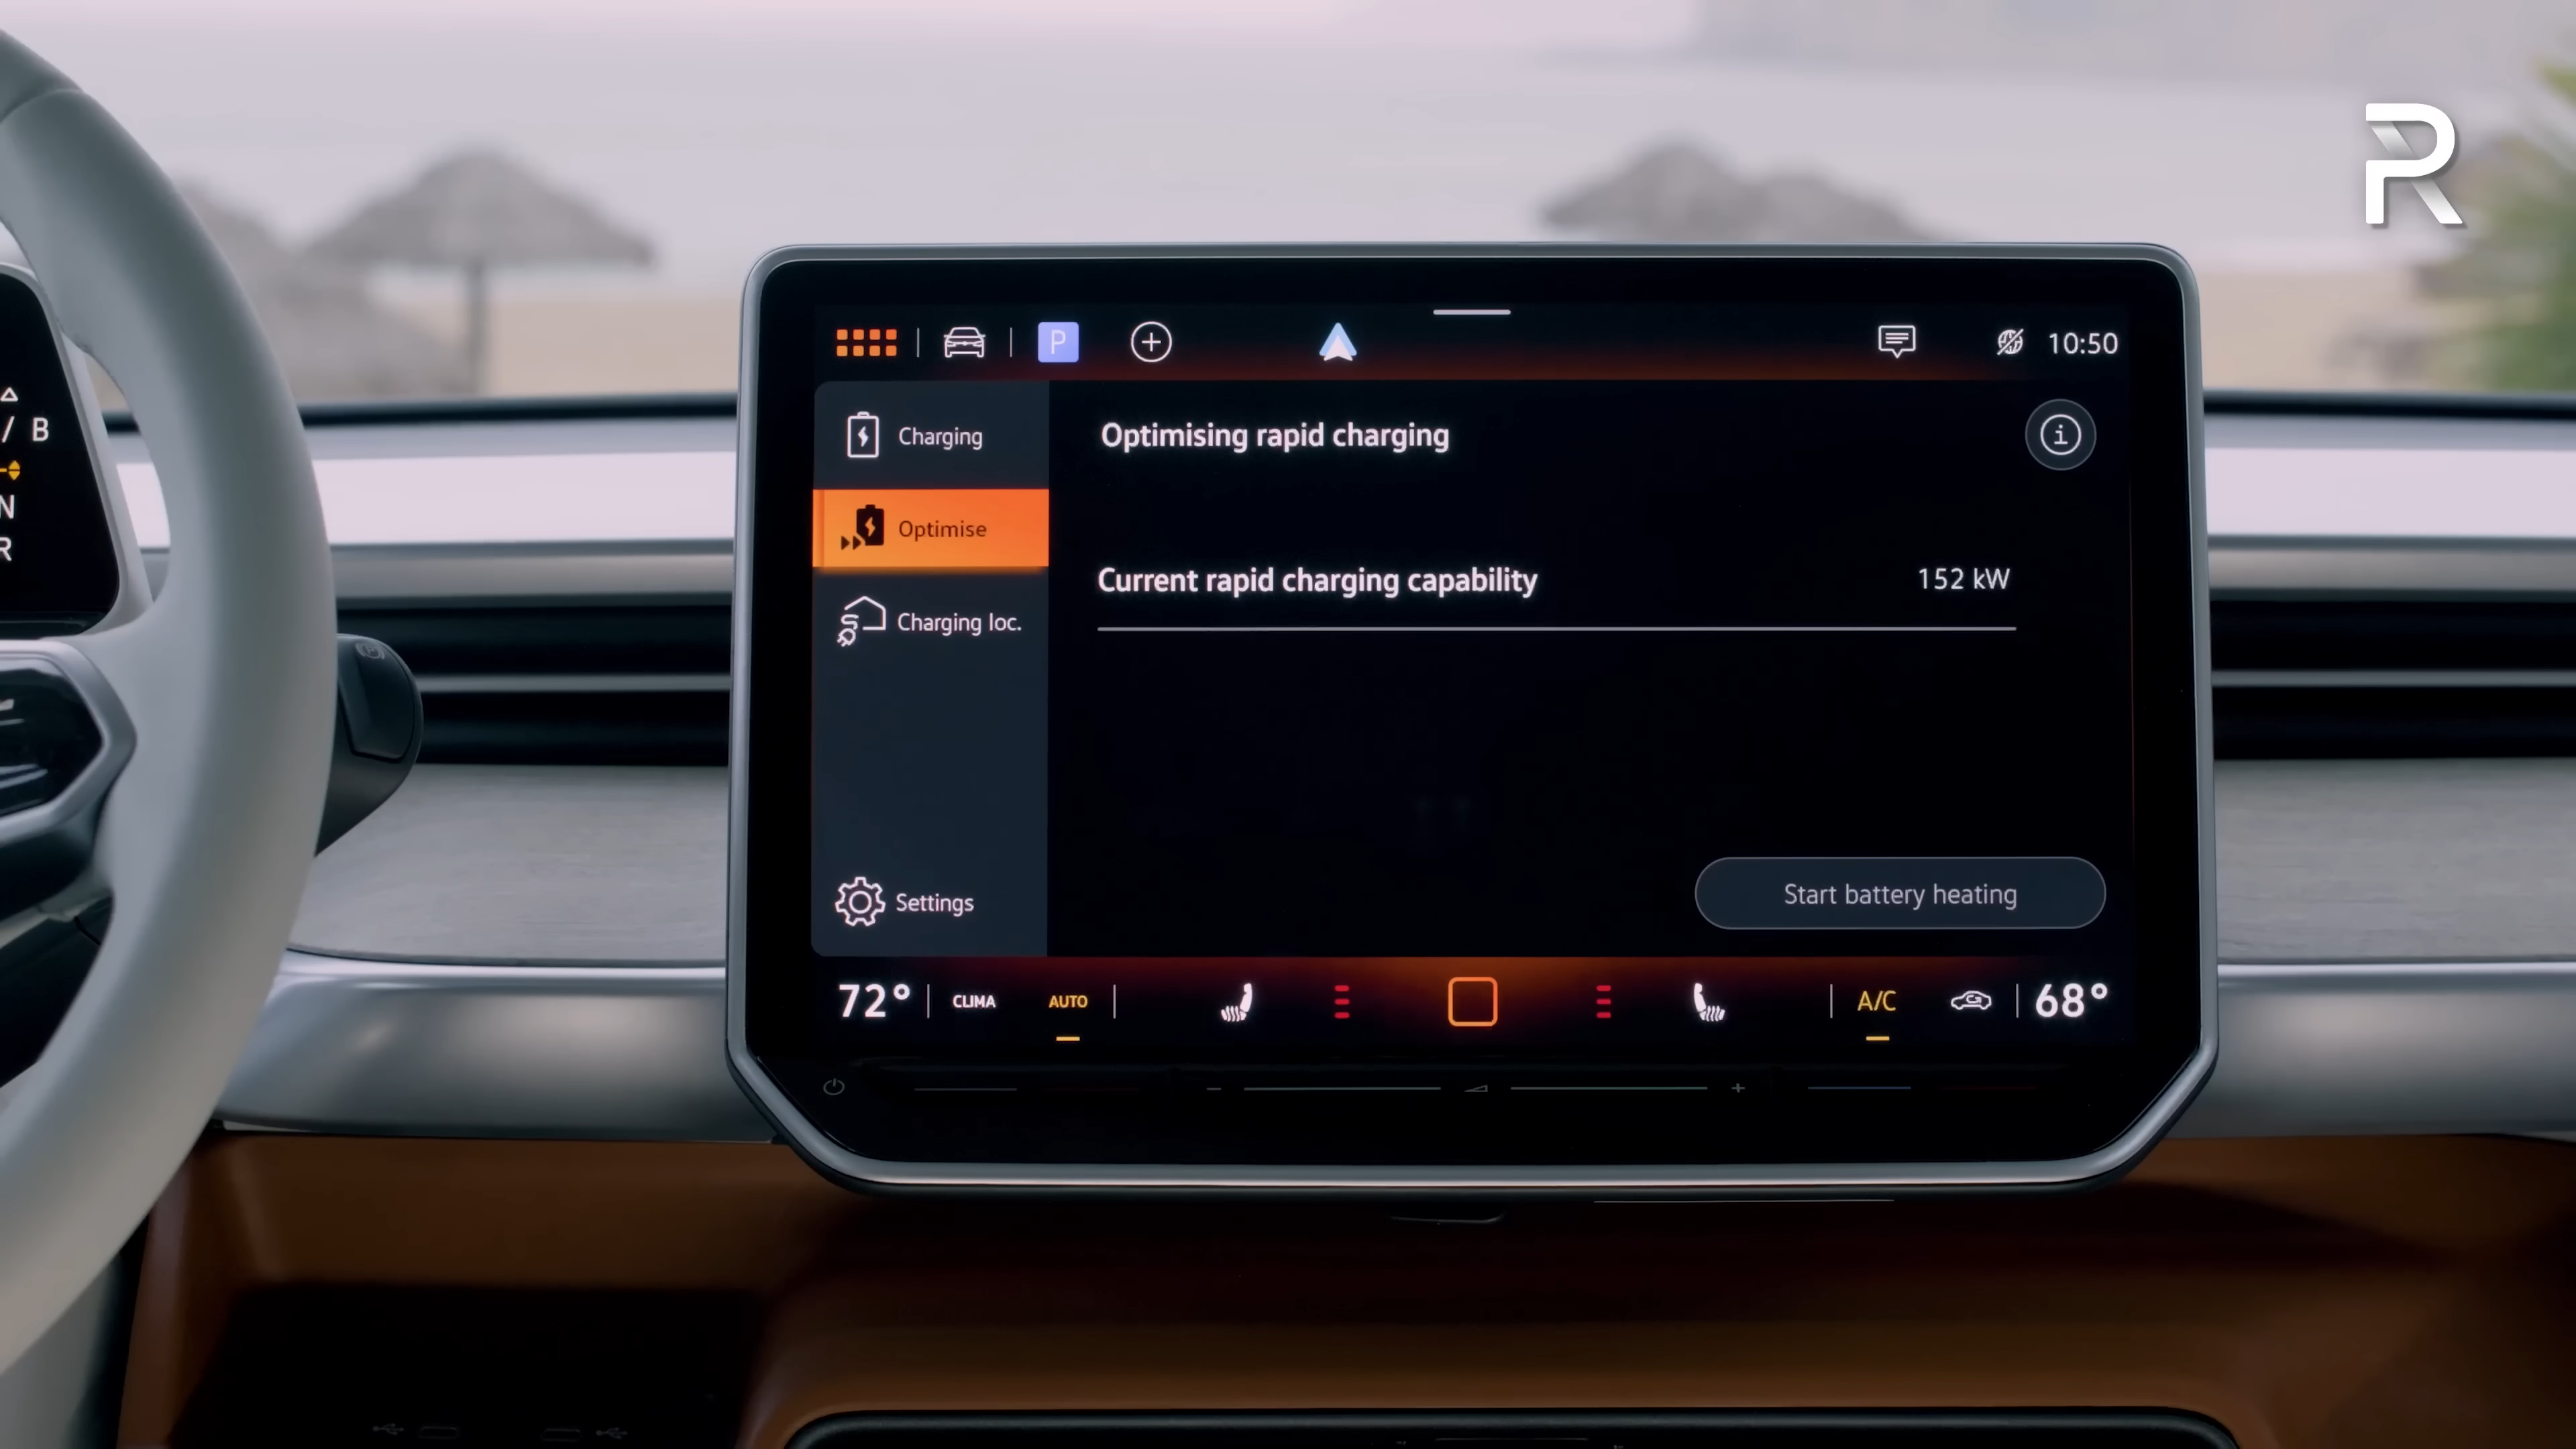 / B
N
R
P
10:50
Charging
Optimise
Charging loc.
Settings
Optimising rapid charging
i
Current rapid charging capability
152 kW
Start battery heating
72°
CLIMA
AUTO
A/C
68°